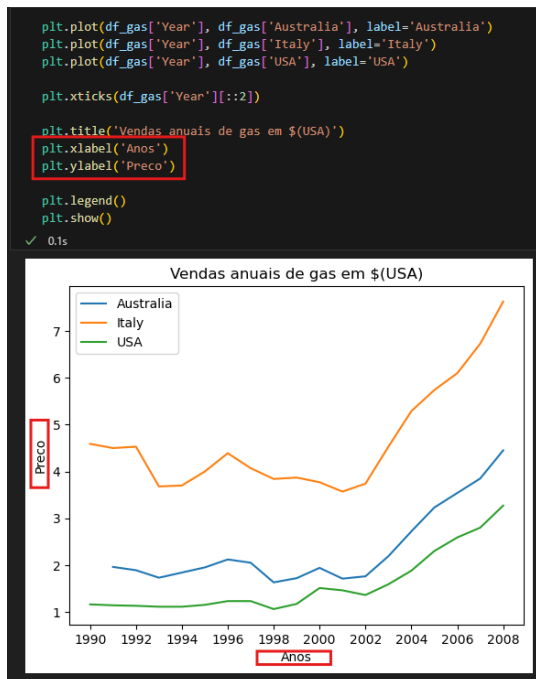 plt.plot(df_gas['Year'], df_gas['Australia'], label='Australia')
plt.plot(df_gas['Year'], df_gas['Italy'], label='Italy')
plt.plot(df_gas['Year'], df_gas['USA'], label='USA')
plt.xticks(df_gas['Year'][::2])
plt.title('Vendas anuais de gas em $(USA)')
plt.xlabel('Anos')
plt.ylabel('Preco')
plt.legend()
plt.show()
✓ 0.1s
Vendas anuais de gas em $(USA)
Australia
Italy
USA
7
6
5
4
3
2
1
Preco
1990 1992 1994 1996 1998 2000 2002 2004 2006 2008
Anos